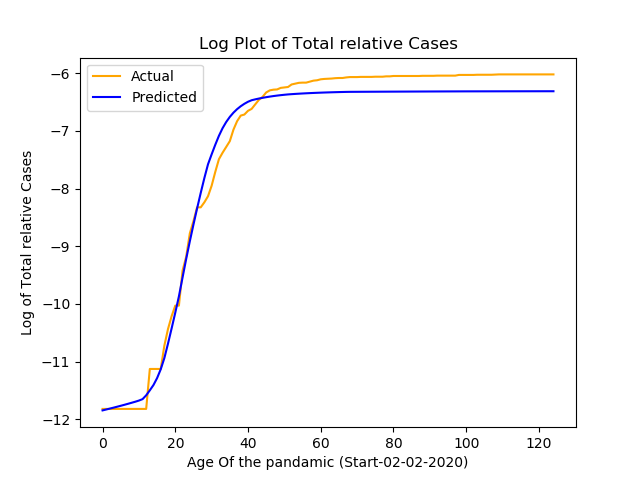 Log Plot of Total relative Cases
Actual
Predicted
Log of Total relative Cases
−6
−7
−8
−9
−10
−11
−12
0 20 40 60 80 100 120
Age Of the pandamic (Start-02-02-2020)